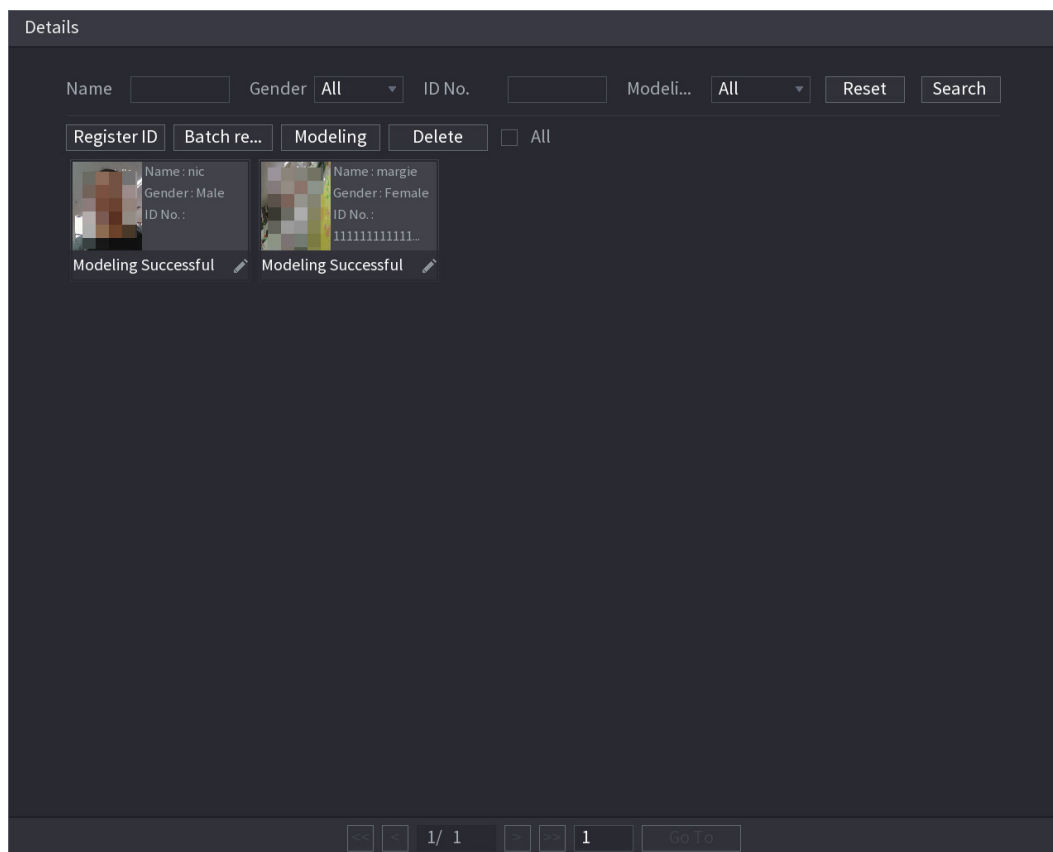 Details
Name Gender All ID No. Modeli... All Reset Search
Register ID Batch re... Modeling Delete All
Name : nic
Gender : Male
ID No. :
Modeling Successful
Name : margie
Gender : Female
ID No. :
111111111111...
Modeling Successful
<< < 1/ 1 > >> 1 Go To